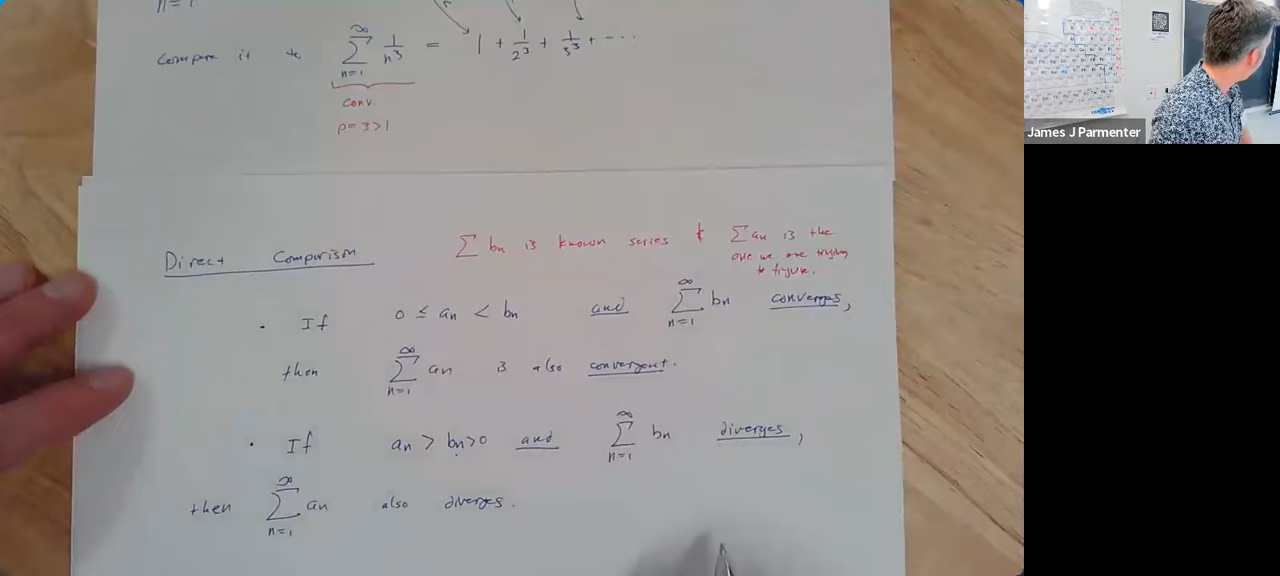 n=1
Compare it to ∞∑n=1 1/n³ = 1 + 1/2³ + 1/3³ + ...
conv.
p=3>1
Direct Comparison
∑ bn is known series & ∑ an is the
one we are trying
to figure.
. If 0 ≤ an < bn and ∞∑n=1 bn converges,
then ∞∑n=1 an is also convergent.
. If an > bn>0 and ∞∑n=1 bn diverges,
then ∞∑n=1 an also diverges.
James J Parmenter